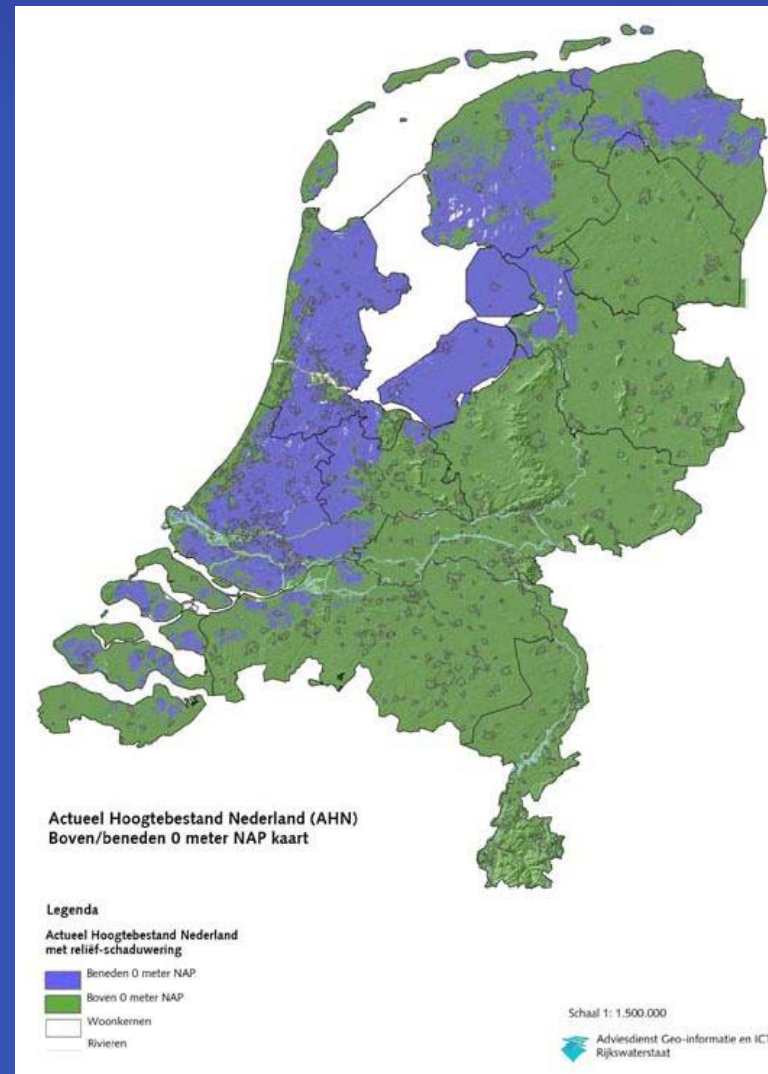 Actueel Hoogtebestand Nederland (AHN)
Boven/beneden 0 meter NAP kaart
Legenda
Actueel Hoogtebestand Nederland
met reliëf-schaduwering
Beneden 0 meter NAP
Boven 0 meter NAP
Woonkernen
Rivieren
Schaal 1: 1.500.000
Adviesdienst Geo-informatie en ICT
Rijkswaterstaat